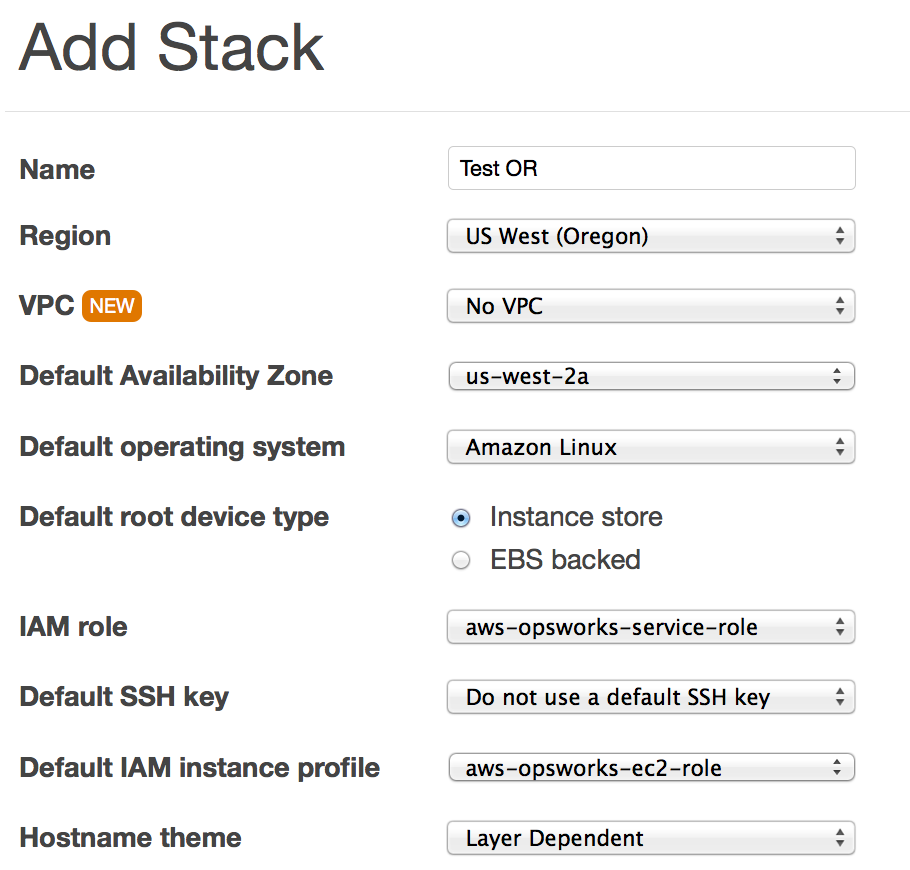 Add Stack
Name Test OR
Region US West (Oregon)
VPC NEW No VPC
Default Availability Zone us-west-2a
Default operating system Amazon Linux
Default root device type Instance store
EBS backed
IAM role aws-opsworks-service-role
Default SSH key Do not use a default SSH key
Default IAM instance profile aws-opsworks-ec2-role
Hostname theme Layer Dependent